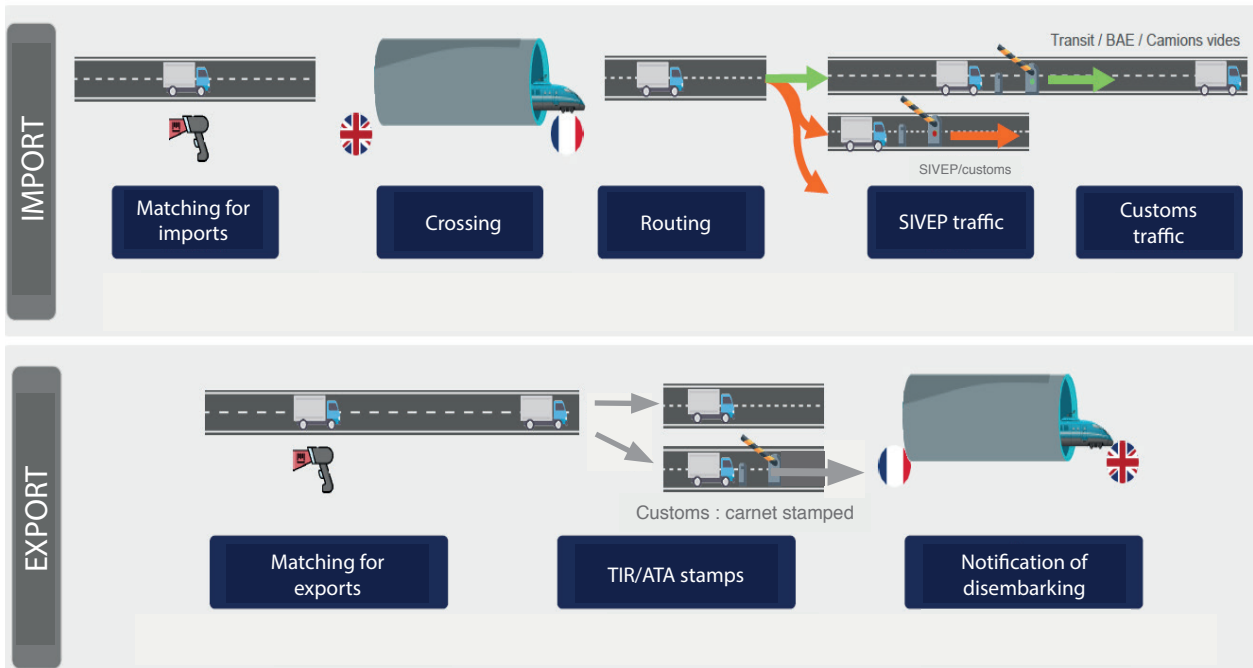 IMPORT
Transit / BAE / Camions vides
SIVEP/customs
Matching for
imports
Crossing
Routing
SIVEP traffic
Customs
traffic
EXPORT
Customs : carnet stamped
Matching for
exports
TIR/ATA stamps
Notification of
disembarking